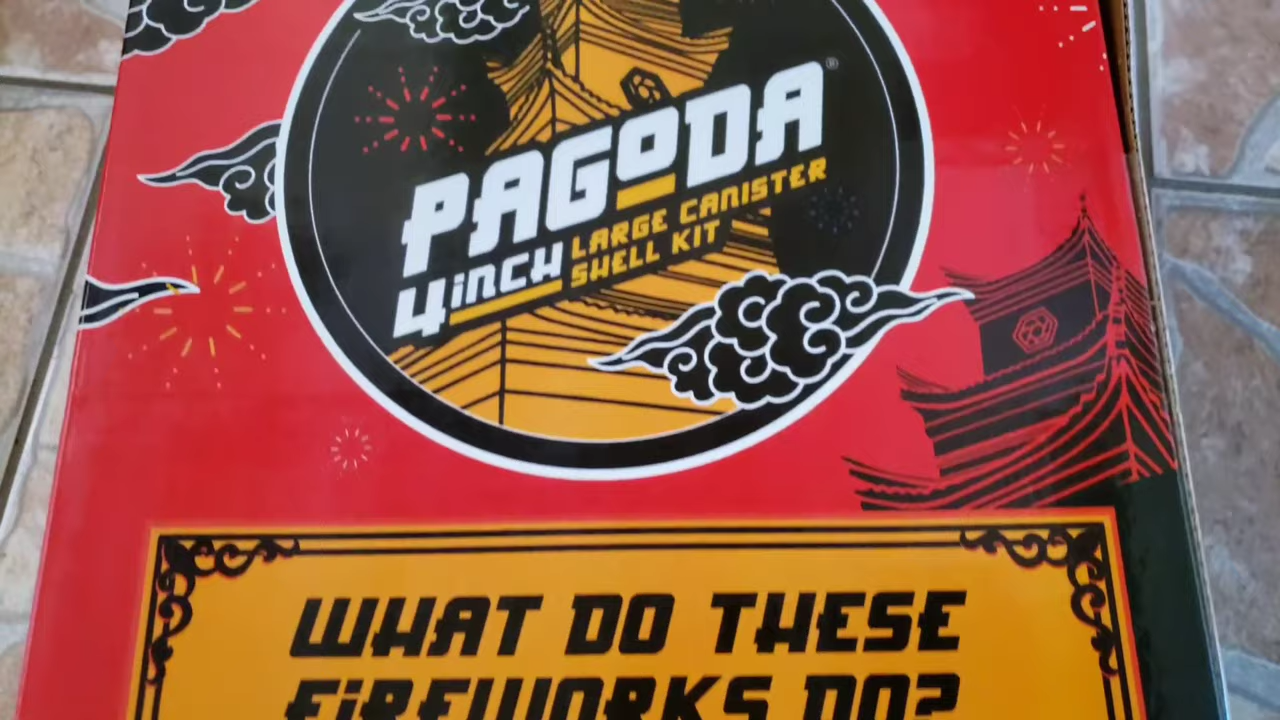 PAGODA®
4INCH LARGE CANISTER
SHELL KIT
WHAT DO THESE
FIREWORKS DO?